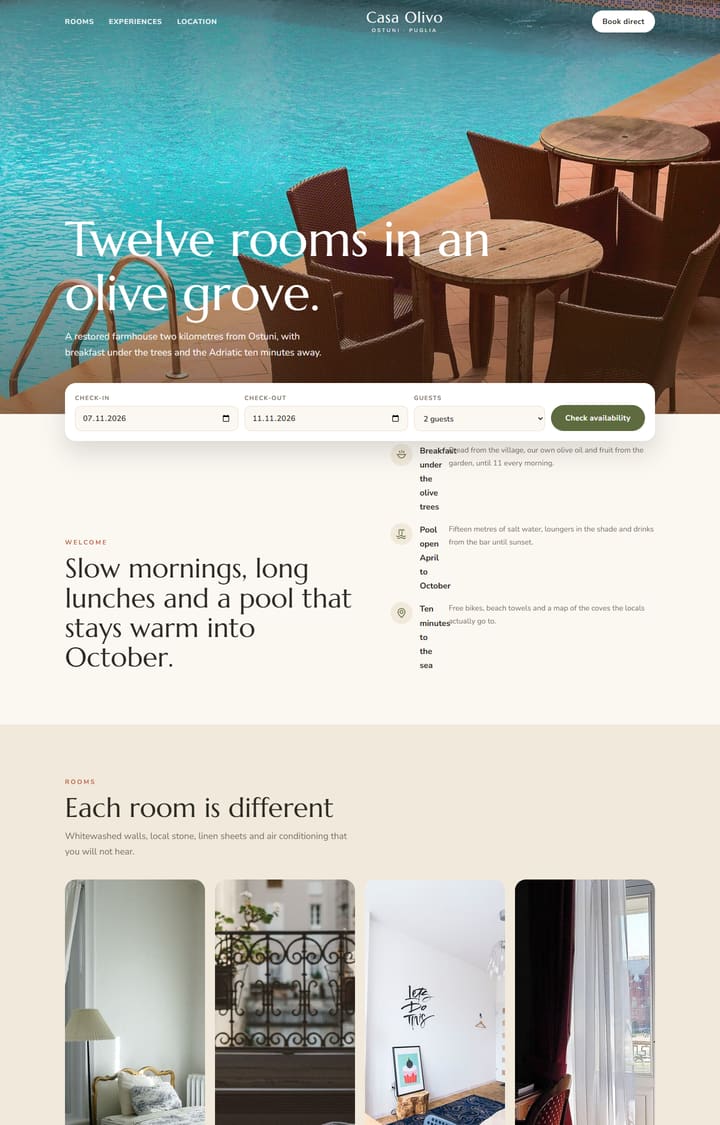 ROOMS EXPERIENCES LOCATION
Casa Olivo
OSTUNI · PUGLIA
Book direct
Twelve rooms in an
olive grove.
A restored farmhouse two kilometres from Ostuni, with
breakfast under the trees and the Adriatic ten minutes away.
CHECK-IN
07.11.2026
CHECK-OUT
11.11.2026
GUESTS
2 guests
Check availability
WELCOME
Slow mornings, long
lunches and a pool that
stays warm into
October.
Breakfast
under
the
olive
trees
Bread from the village, our own olive oil and fruit from the
garden, until 11 every morning.
Pool
open
April
to
October
Fifteen metres of salt water, loungers in the shade and drinks
from the bar until sunset.
Ten
minutes
to
the
sea
Free bikes, beach towels and a map of the coves the locals
actually go to.
ROOMS
Each room is different
Whitewashed walls, local stone, linen sheets and air conditioning that
you will not hear.
Let's
Do
This